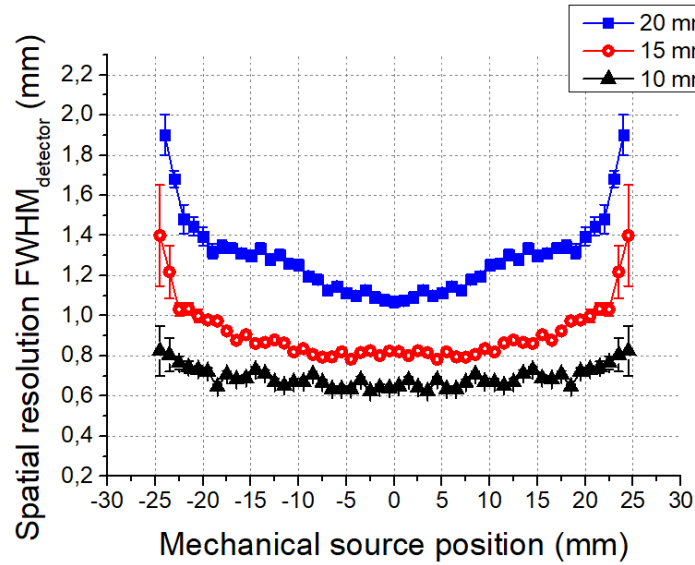 20 mm
15 mm
10 mm
Spatial resolution FWHM detector (mm)
2,2
2,0
1,8
1,6
1,4
1,2
1,0
0,8
0,6
0,4
0,2
-30 -25 -20 -15 -10 -5 0 5 10 15 20 25 30
Mechanical source position (mm)